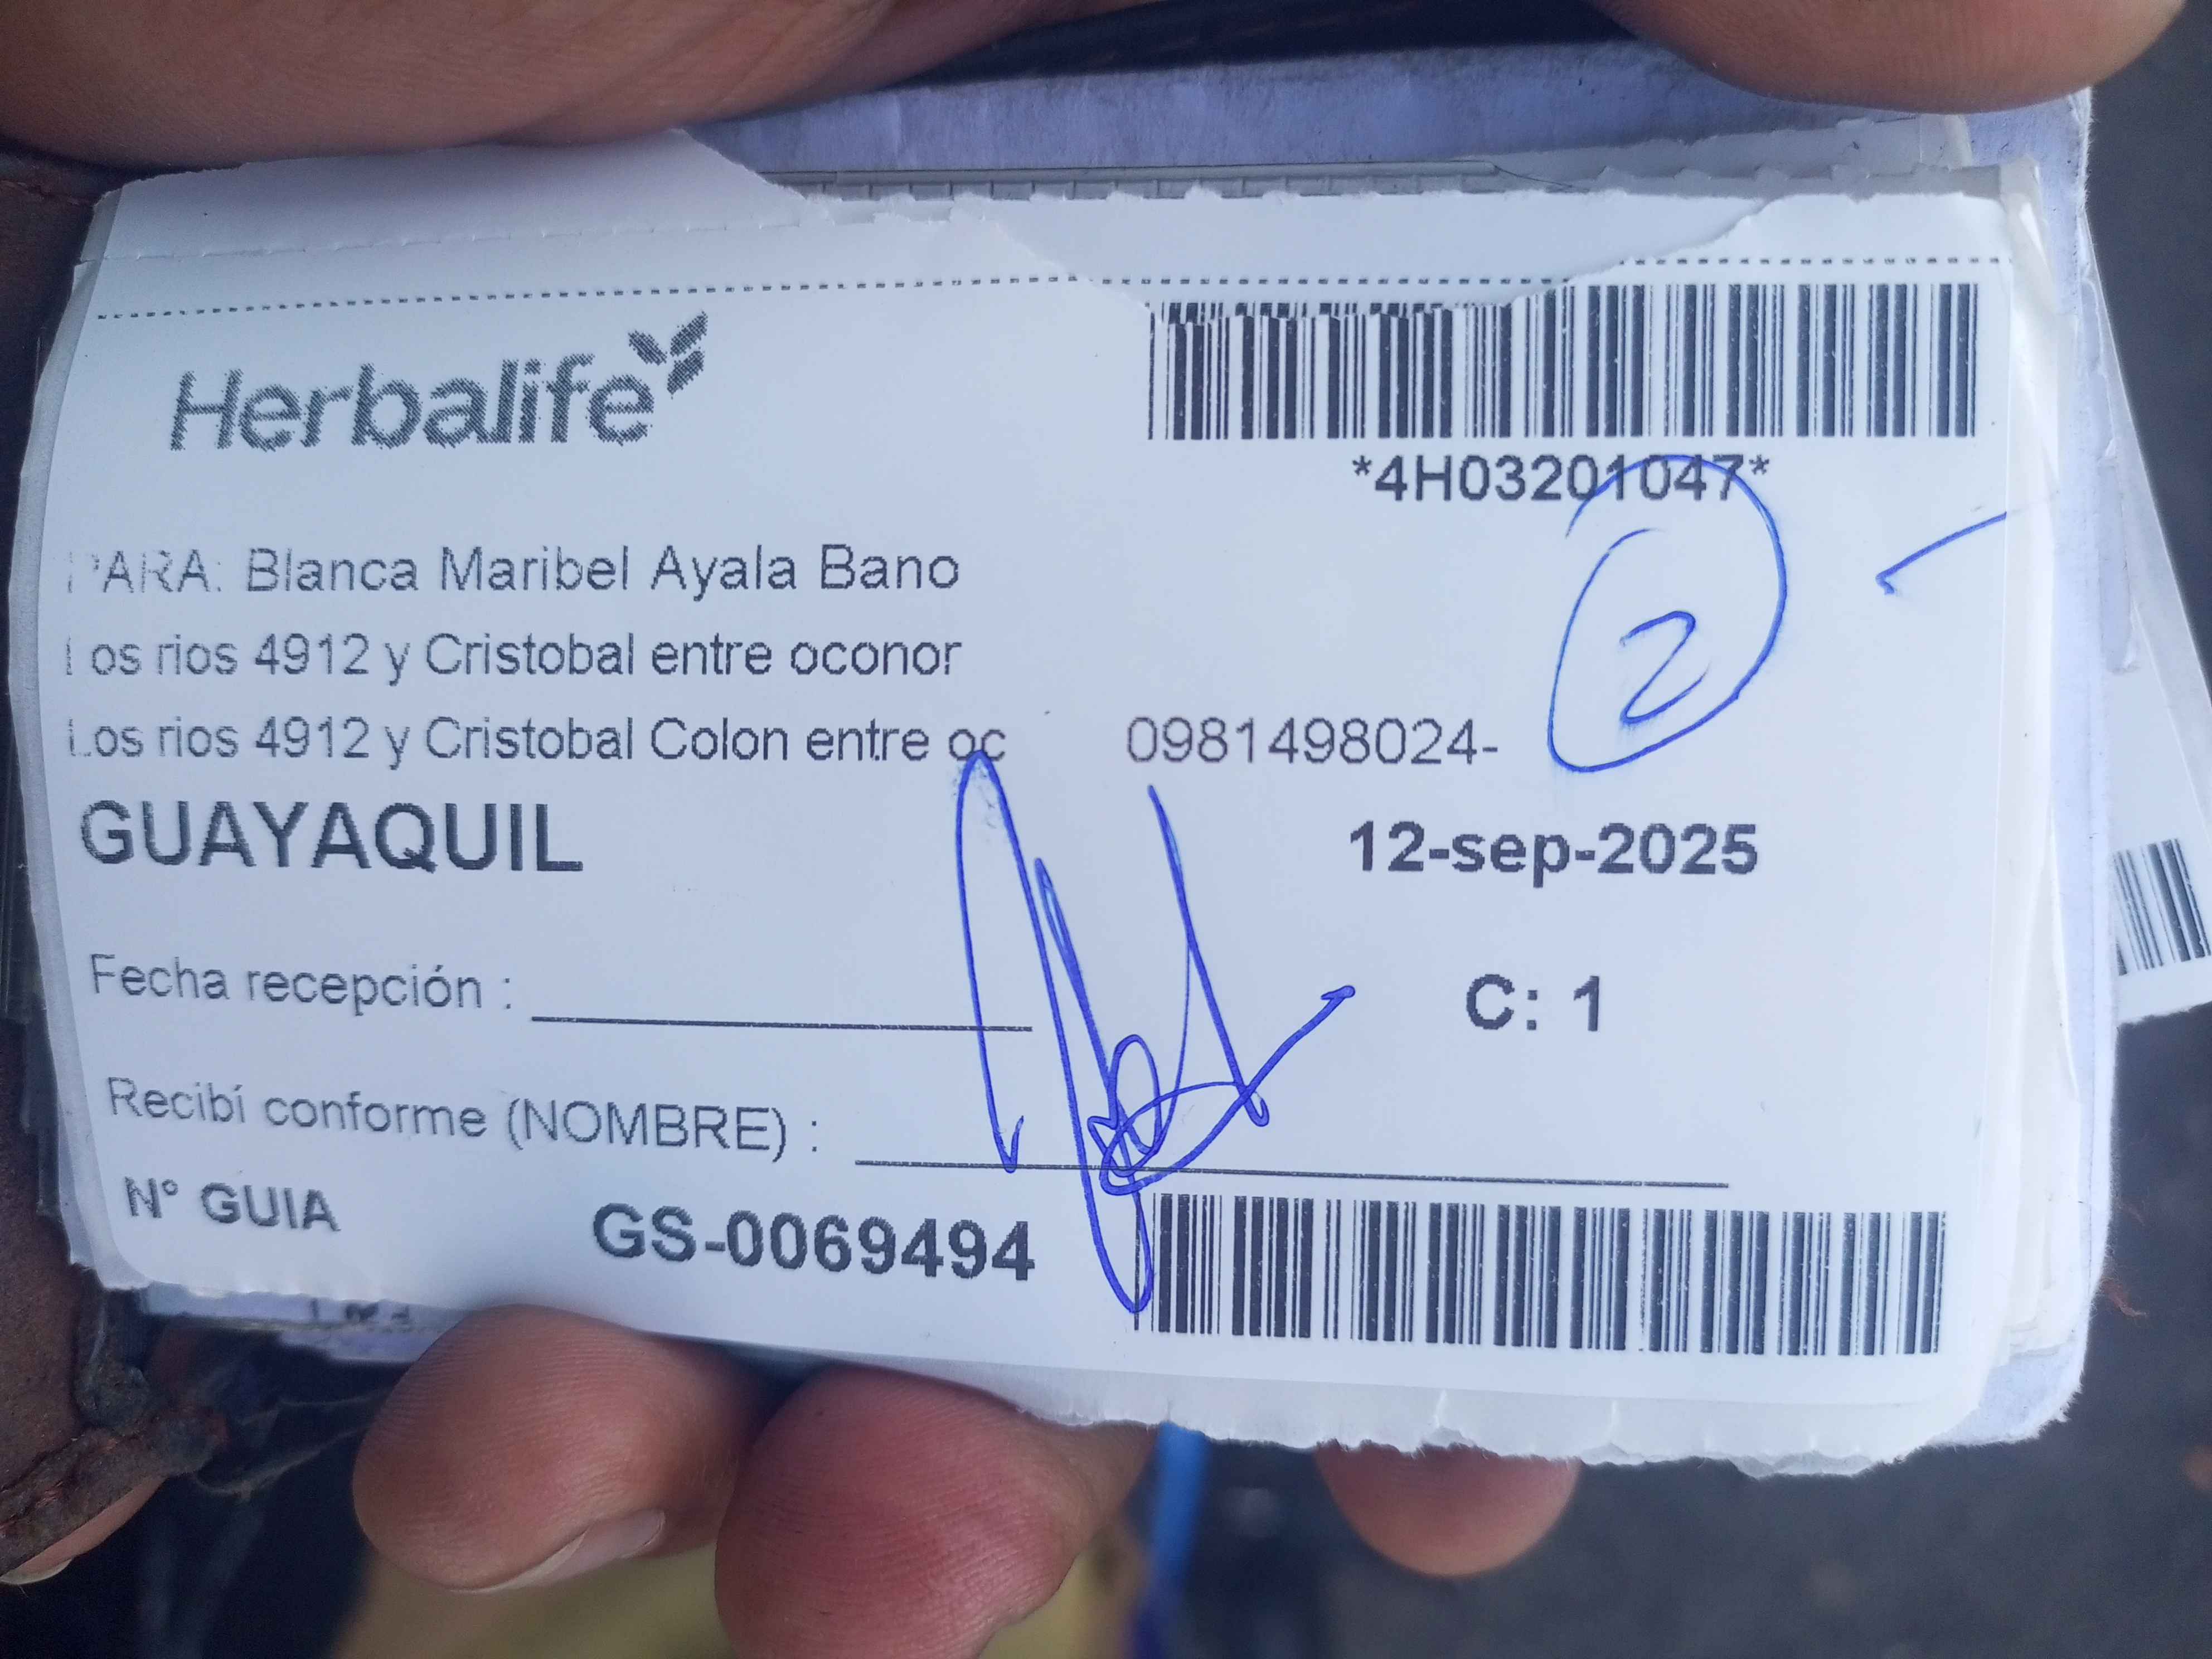 Herbalife
*4H03201047*
PARA: Blanca Maribel Ayala Bano
Los rios 4912 y Cristobal entre oconor
Los rios 4912 y Cristobal Colon entre oc 0981498024-
2
GUAYAQUIL 12-sep-2025
Fecha recepción : C: 1
Recibí conforme (NOMBRE) :
N° GUIA GS-0069494